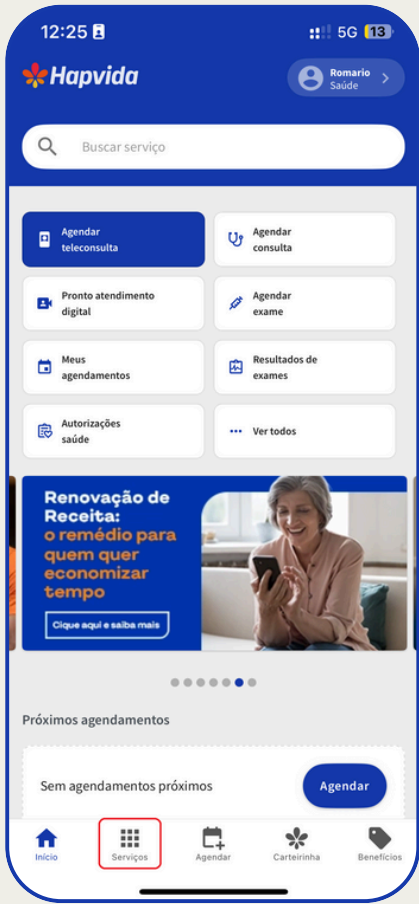 12:25
5G 13
Hapvida
Romario
Saúde
Buscar serviço
Agendar
teleconsulta
Agendar
consulta
Pronto atendimento
digital
Agendar
exame
Meus
agendamentos
Resultados de
exames
Autorizações
saúde
Ver todos
Renovação de
Receita:
o remédio para
quem quer
economizar
tempo
Cique aqui e saiba mais
Próximos agendamentos
Sem agendamentos próximos
Agendar
Início
Serviços
Agendar
Carteirinha
Benefícios